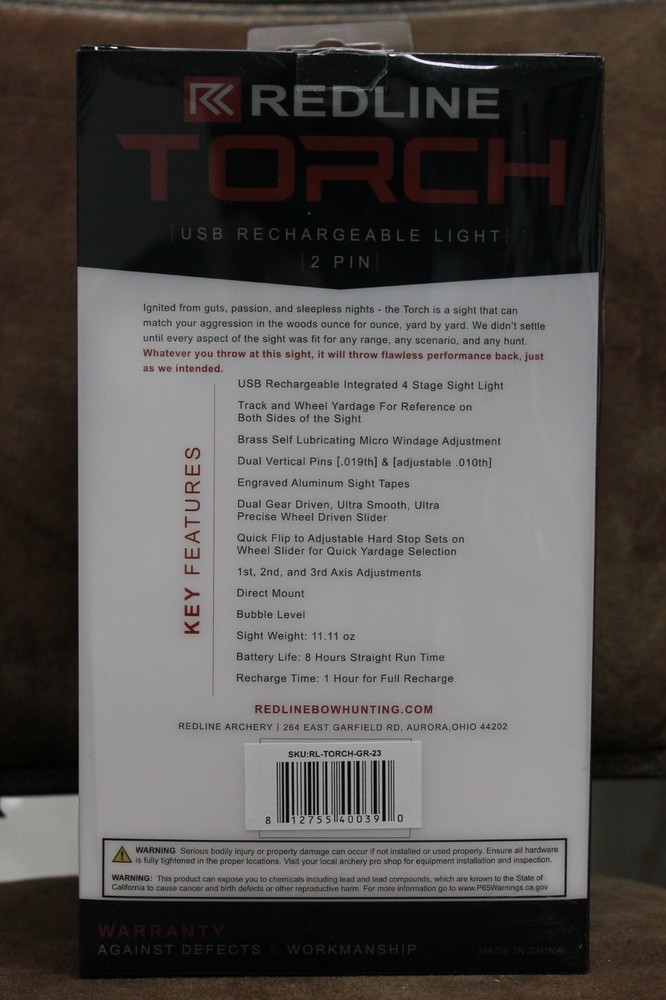 REDLINE
TORCH
|USB RECHARGEABLE LIGHT|
|2 PIN|
Ignited from guts, passion, and sleepless nights - the Torch is a sight that can
match your aggression in the woods ounce for ounce, yard by yard. We didn't settle
until every aspect of the sight was fit for any range, any scenario, and any hunt.
Whatever you throw at this sight, it will throw flawless performance back, just
as we intended.
KEY FEATURES
USB Rechargeable Integrated 4 Stage Sight Light
Track and Wheel Yardage For Reference on
Both Sides of the Sight
Brass Self Lubricating Micro Windage Adjustment
Dual Vertical Pins [.019th] & [adjustable .010th]
Engraved Aluminum Sight Tapes
Dual Gear Driven, Ultra Smooth, Ultra
Precise Wheel Driven Slider
Quick Flip to Adjustable Hard Stop Sets on
Wheel Slider for Quick Yardage Selection
1st, 2nd, and 3rd Axis Adjustments
Direct Mount
Bubble Level
Sight Weight: 11.11 oz
Battery Life: 8 Hours Straight Run Time
Recharge Time: 1 Hour for Full Recharge
REDLINEBOWHUNTING.COM
REDLINE ARCHERY | 264 EAST GARFIELD RD, AURORA,OHIO 44202
SKU:RL-TORCH-GR-23
8 12755 40039 0
WARNING Serious bodily injury or property damage can occur if not installed or used properly. Ensure all hardware
is fully tightened in the proper locations. Visit your local archery pro shop for equipment installation and inspection.
WARNING: This product can expose you to chemicals including lead and lead compounds, which are known to the State of
California to cause cancer and birth defects or other reproductive harm. For more information go to www.P65Warnings.ca.gov
WARRANTY
AGAINST DEFECTS & WORKMANSHIP
MADE IN CHINA